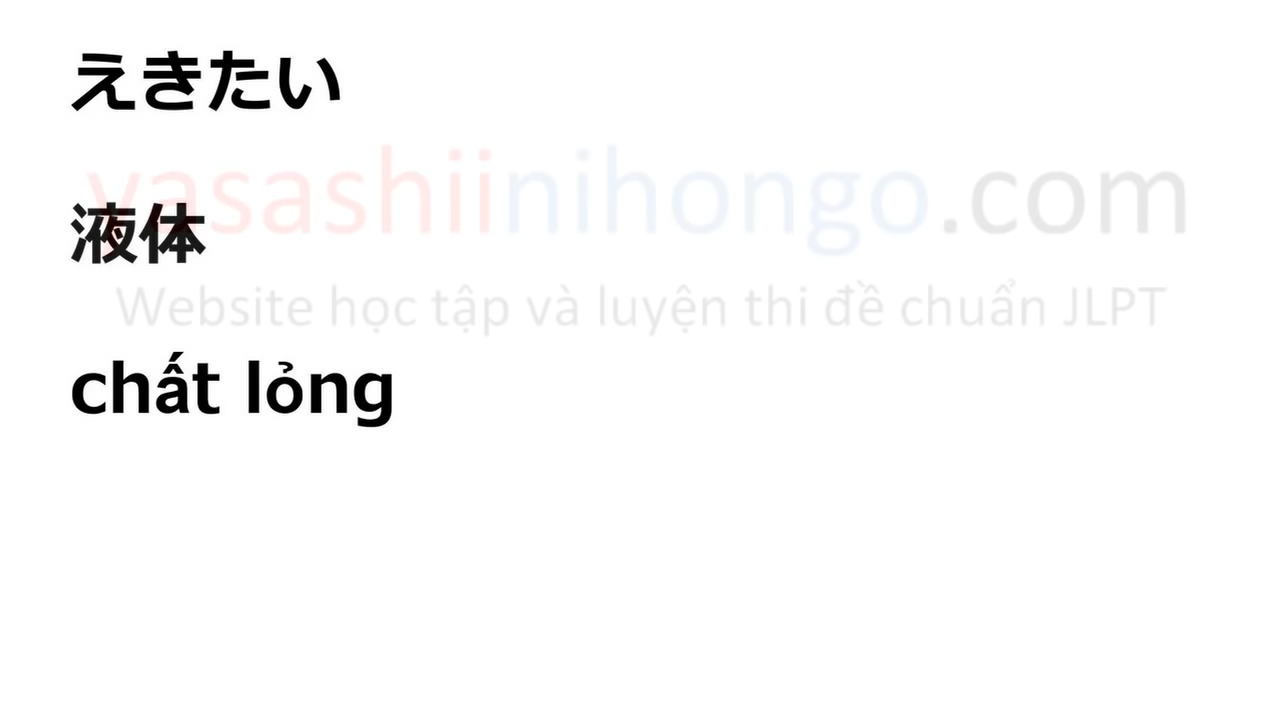 えきたい
yasashiinihongo.com
液体
Website học tập và luyện thi đề chuẩn JLPT
chất lỏng